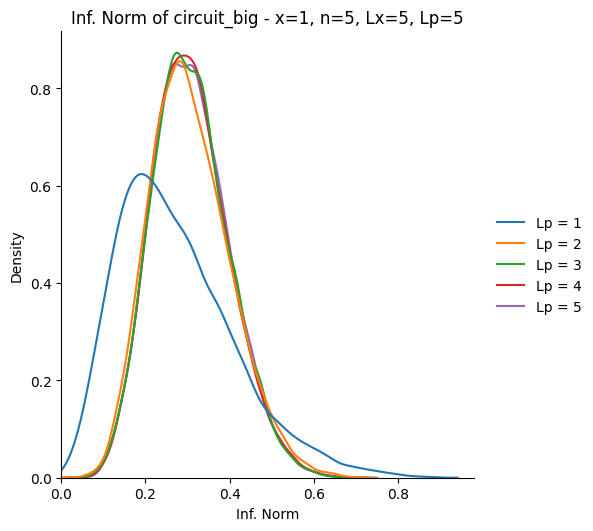 Inf. Norm of circuit_big - x=1, n=5, Lx=5, Lp=5
Density
0.8
0.6
0.4
0.2
0.0
0.0 0.2 0.4 0.6 0.8
Inf. Norm
Lp = 1
Lp = 2
Lp = 3
Lp = 4
Lp = 5